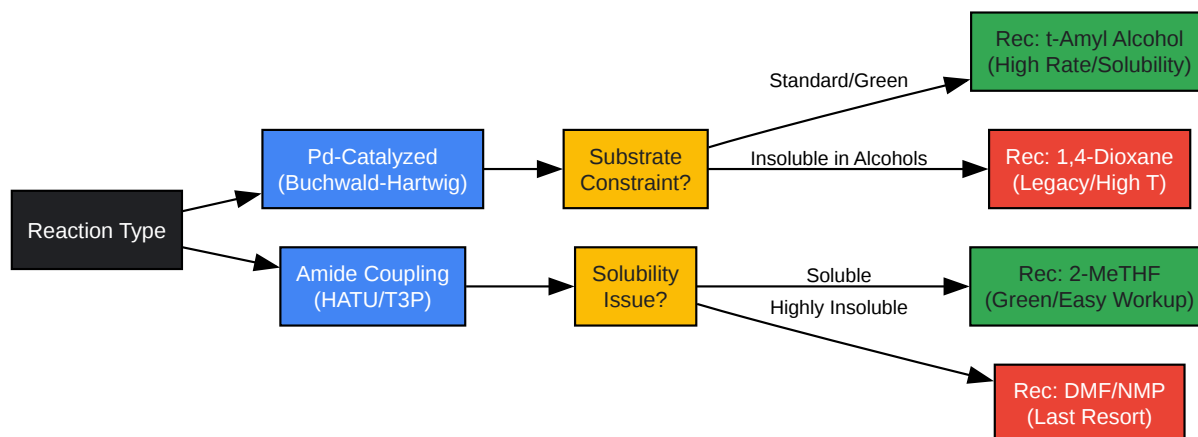 Reaction Type
Pd-Catalyzed
(Buchwald-Hartwig)
Substrate
Constraint?
Standard/Green
Rec: t-Amyl Alcohol
(High Rate/Solubility)
Insoluble in Alcohols
Rec: 1,4-Dioxane
(Legacy/High T)
Amide Coupling
(HATU/T3P)
Solubility
Issue?
Soluble
Rec: 2-MeTHF
(Green/Easy Workup)
Highly Insoluble
Rec: DMF/NMP
(Last Resort)